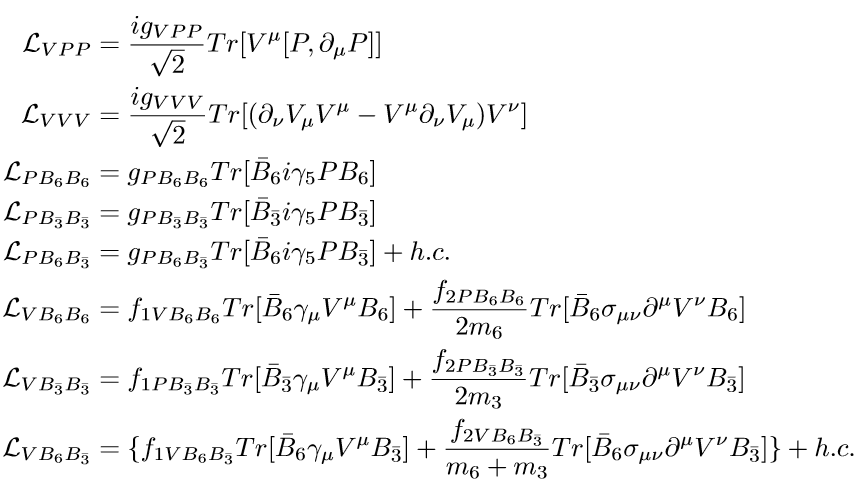 \mathcal{L}_{VPP} = \frac{ig_{VPP}}{\sqrt{2}} Tr[V^{\mu}[P, \partial_{\mu}P]]
\mathcal{L}_{VVV} = \frac{ig_{VVV}}{\sqrt{2}} Tr[(\partial_{\nu}V_{\mu}V^{\mu} - V^{\mu}\partial_{\nu}V_{\mu})V^{\nu}]
\mathcal{L}_{PB_6B_6} = g_{PB_6B_6} Tr[\bar{B}_6 i\gamma_5 PB_6]
\mathcal{L}_{PB_{\bar{3}}B_{\bar{3}}} = g_{PB_{\bar{3}}B_{\bar{3}}} Tr[\bar{B}_{\bar{3}} i\gamma_5 PB_{\bar{3}}]
\mathcal{L}_{PB_6B_{\bar{3}}} = g_{PB_6B_{\bar{3}}} Tr[\bar{B}_6 i\gamma_5 PB_{\bar{3}}] + h.c.
\mathcal{L}_{VB_6B_6} = f_{1VB_6B_6} Tr[\bar{B}_6 \gamma_{\mu} V^{\mu} B_6] + \frac{f_{2PB_6B_6}}{2m_6} Tr[\bar{B}_6 \sigma_{\mu\nu} \partial^{\mu} V^{\nu} B_6]
\mathcal{L}_{VB_{\bar{3}}B_{\bar{3}}} = f_{1PB_{\bar{3}}B_{\bar{3}}} Tr[\bar{B}_{\bar{3}} \gamma_{\mu} V^{\mu} B_{\bar{3}}] + \frac{f_{2PB_{\bar{3}}B_{\bar{3}}}}{2m_3} Tr[\bar{B}_{\bar{3}} \sigma_{\mu\nu} \partial^{\mu} V^{\nu} B_{\bar{3}}]
\mathcal{L}_{VB_6B_{\bar{3}}} = \{f_{1VB_6B_{\bar{3}}} Tr[\bar{B}_6 \gamma_{\mu} V^{\mu} B_{\bar{3}}] + \frac{f_{2VB_6B_{\bar{3}}}}{m_6 + m_3} Tr[\bar{B}_6 \sigma_{\mu\nu} \partial^{\mu} V^{\nu} B_{\bar{3}}]\} + h.c.